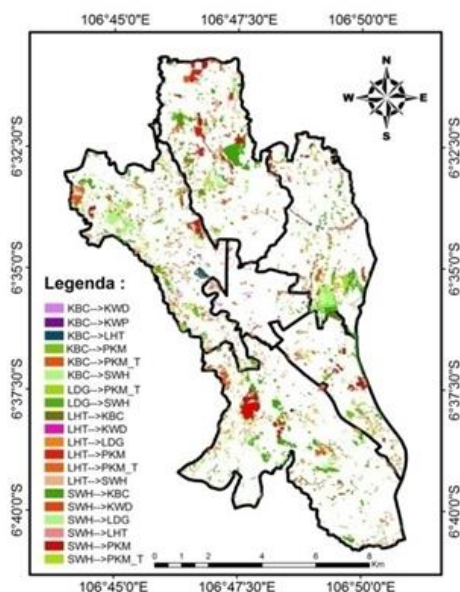 106°45'0"E 106°47'30"E 106°50'0"E
N
W E
S
6°32'30"S 6°32'30"S
6°35'0"S 6°35'0"S
6°37'30"S 6°37'30"S
6°40'0"S 6°40'0"S
Legenda :
KBC-->KWD
KBC-->KWP
KBC-->LHT
KBC-->PKM
KBC-->PKM_T
KBC-->SWH
LDG-->PKM_T
LDG-->SWH
LHT-->KBC
LHT-->KWD
LHT-->LDG
LHT-->PKM
LHT-->PKM_T
LHT-->SWH
SWH-->KBC
SWH-->KWD
SWH-->LDG
SWH-->LHT
SWH-->PKM
SWH-->PKM_T
0 1 2 4 6 8
Km
106°45'0"E 106°47'30"E 106°50'0"E